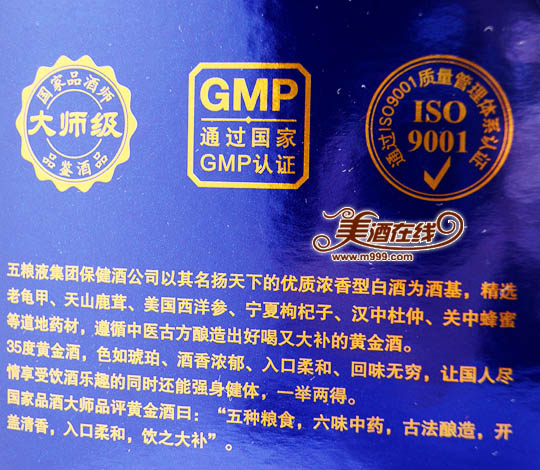 国家品酒师
大师级
品鉴酒品
GMP
通过国家
GMP认证
通过ISO9001质量管理体系认证
ISO
9001
美酒在线
www.m999.com
五粮液集团保健酒公司以其名扬天下的优质浓香型白酒为酒基，精选
老龟甲、天山鹿茸、美国西洋参、宁夏枸杞子、汉中杜仲、关中蜂蜜
等道地药材，遵循中医古方酿造出好喝又大补的黄金酒。
35度黄金酒，色如琥珀、酒香浓郁、入口柔和、回味无穷，让国人尽
情享受饮酒乐趣的同时还能强身健体，一举两得。
国家品酒大师品评黄金酒曰：“五种粮食，六味中药，古法酿造，开
盖清香，入口柔和，饮之大补”。